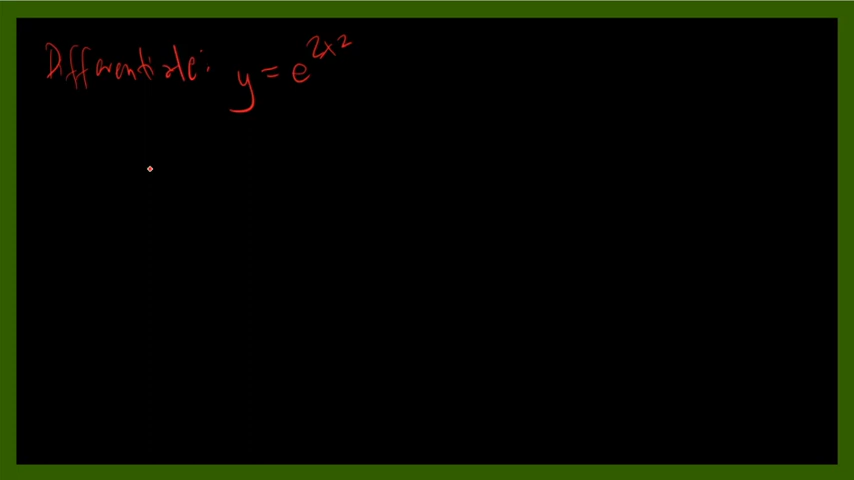 Differentiate: y = e^{2x^2}